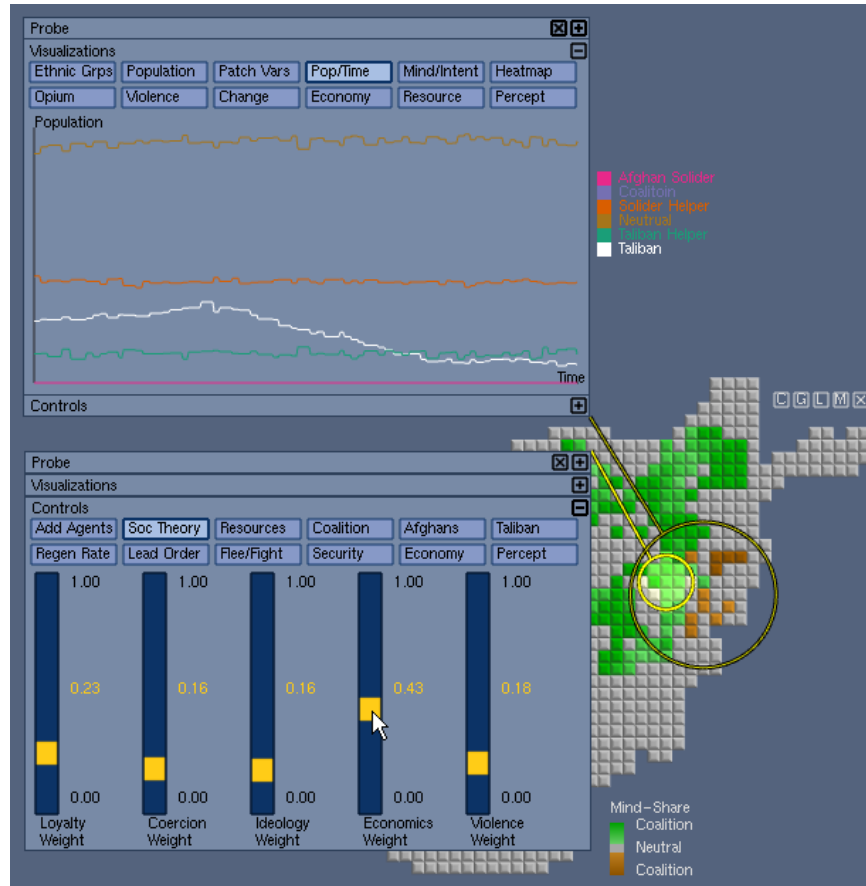 Probe
Visualizations
Ethnic Grps Population Patch Vars Pop/Time Mind/Intent Heatmap
Opium Violence Change Economy Resource Percept
Population
Afghan Solider
Coalitoin
Solider Helper
Neutrual
Taliban Helper
Taliban
Time
Controls
C G L M X
Probe
Visualizations
Controls
Add Agents Soc Theory Resources Coalition Afghans Taliban
Regen Rate Lead Order Flee/Fight Security Economy Percept
1.00 1.00 1.00 1.00 1.00
0.23 0.16 0.16 0.43 0.18
0.00 0.00 0.00 0.00 0.00
Loyalty Coercion Ideology Economics Violence
Weight Weight Weight Weight Weight
Mind-Share
Coalition
Neutral
Coalition